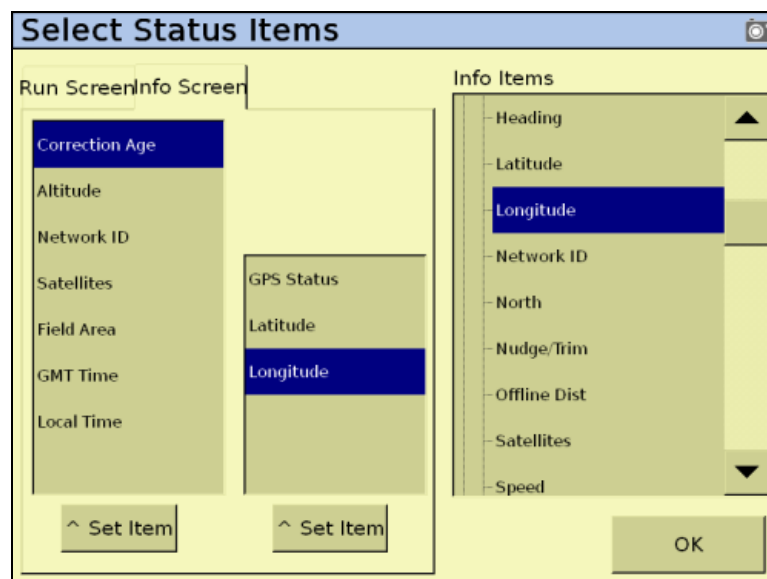 Select Status Items
Run Screen
Info Screen
Correction Age
Altitude
Network ID
Satellites
Field Area
GMT Time
Local Time
^ Set Item
GPS Status
Latitude
Longitude
^ Set Item
Info Items
Heading
Latitude
Longitude
Network ID
North
Nudge/Trim
Offline Dist
Satellites
Speed
OK